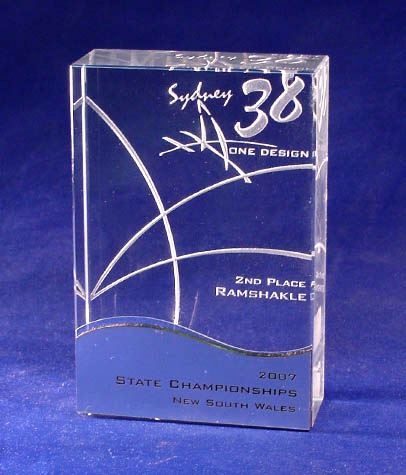 Sydney 38
ONE DESIGN
2ND PLACE
RAMSHAKLE
2007
STATE CHAMPIONSHIPS
NEW SOUTH WALES